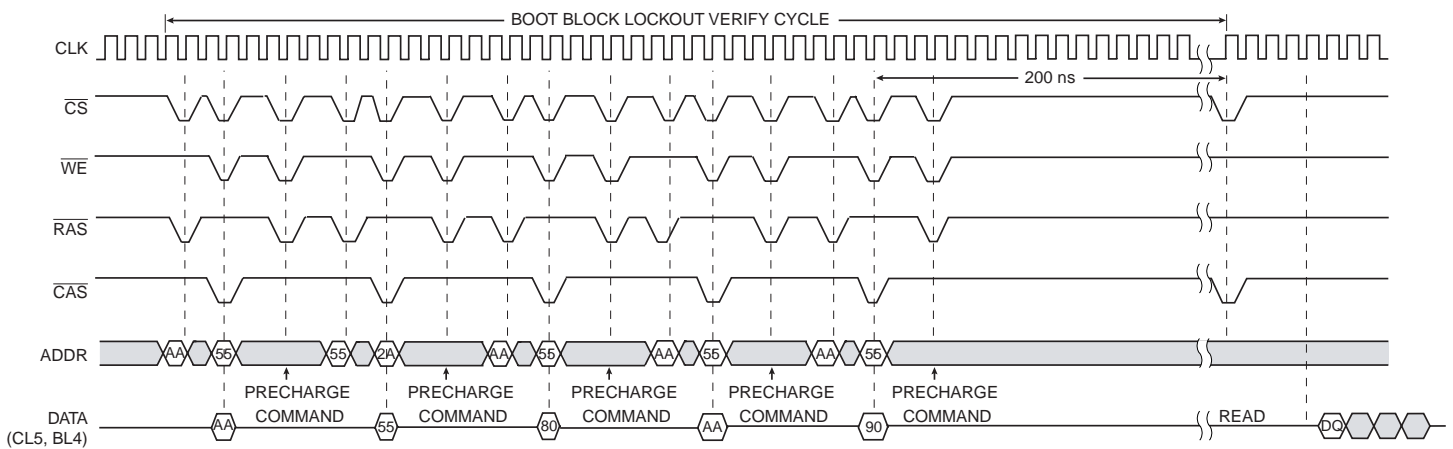 BOOT BLOCK LOCKOUT VERIFY CYCLE
CLK
200 ns
CS
WE
RAS
CAS
ADDR AA 55 55 2A AA 55 AA 55 AA 55
PRECHARGE COMMAND
PRECHARGE COMMAND
PRECHARGE COMMAND
PRECHARGE COMMAND
PRECHARGE COMMAND
DATA (CL5, BL4) AA 55 80 AA 90 READ DQ